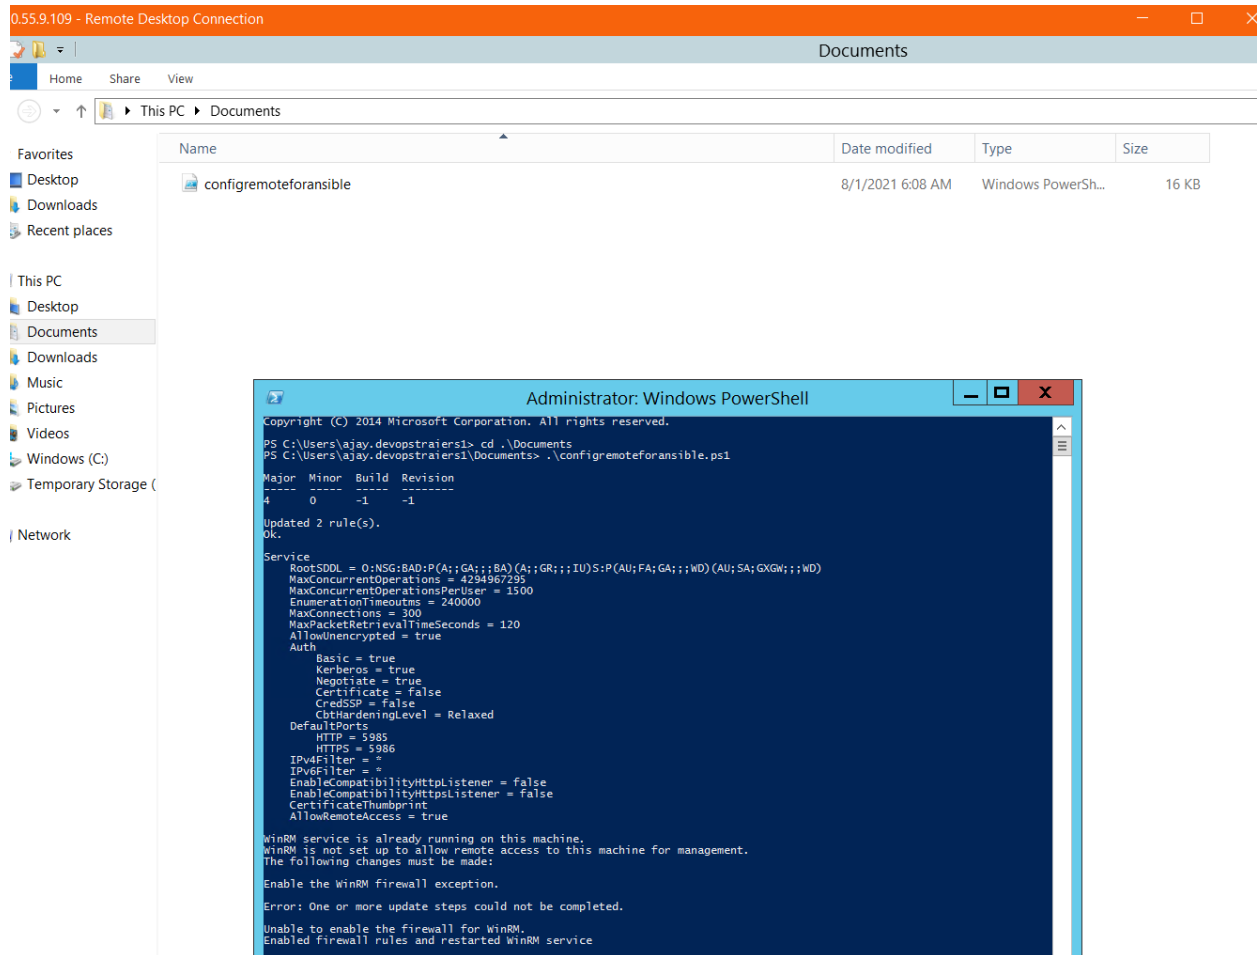 0.55.9.109 - Remote Desktop Connection
Documents
Home Share View
This PC Documents
Favorites
Desktop
Downloads
Recent places
This PC
Desktop
Documents
Downloads
Music
Pictures
Videos
Windows (C:)
Temporary Storage (
Network
Name Date modified Type Size
configremoteforansible 8/1/2021 6:08 AM Windows PowerSh... 16 KB
Administrator: Windows PowerShell
Copyright (C) 2014 Microsoft Corporation. All rights reserved.
PS C:\Users\ajay.devopstraiers1> cd .\Documents
PS C:\Users\ajay.devopstraiers1\Documents> .\configremoteforansible.ps1
Major Minor Build Revision
----- ----- ----- --------
4 0 -1 -1
Updated 2 rule(s).
Ok.
Service
RootSDDL = O:NSG:BAD:P(A;;GA;;;BA)(A;;GR;;;IU)S:P(AU;FA;GA;;;WD)(AU;SA;GXGW;;;WD)
MaxConcurrentOperations = 4294967295
MaxConcurrentOperationsPerUser = 1500
EnumerationTimeoutms = 240000
MaxConnections = 300
MaxPacketRetrievalTimeSeconds = 120
AllowUnencrypted = true
Auth
Basic = true
Kerberos = true
Negotiate = true
Certificate = false
CredSSP = false
CbtHardeningLevel = Relaxed
DefaultPorts
HTTP = 5985
HTTPS = 5986
IPv4Filter = *
IPv6Filter = *
EnableCompatibilityHttpListener = false
EnableCompatibilityHttpsListener = false
CertificateThumbprint
AllowRemoteAccess = true
WinRM service is already running on this machine.
WinRM is not set up to allow remote access to this machine for management.
The following changes must be made:
Enable the WinRM firewall exception.
Error: One or more update steps could not be completed.
Unable to enable the firewall for WinRM.
Enabled firewall rules and restarted WinRM service